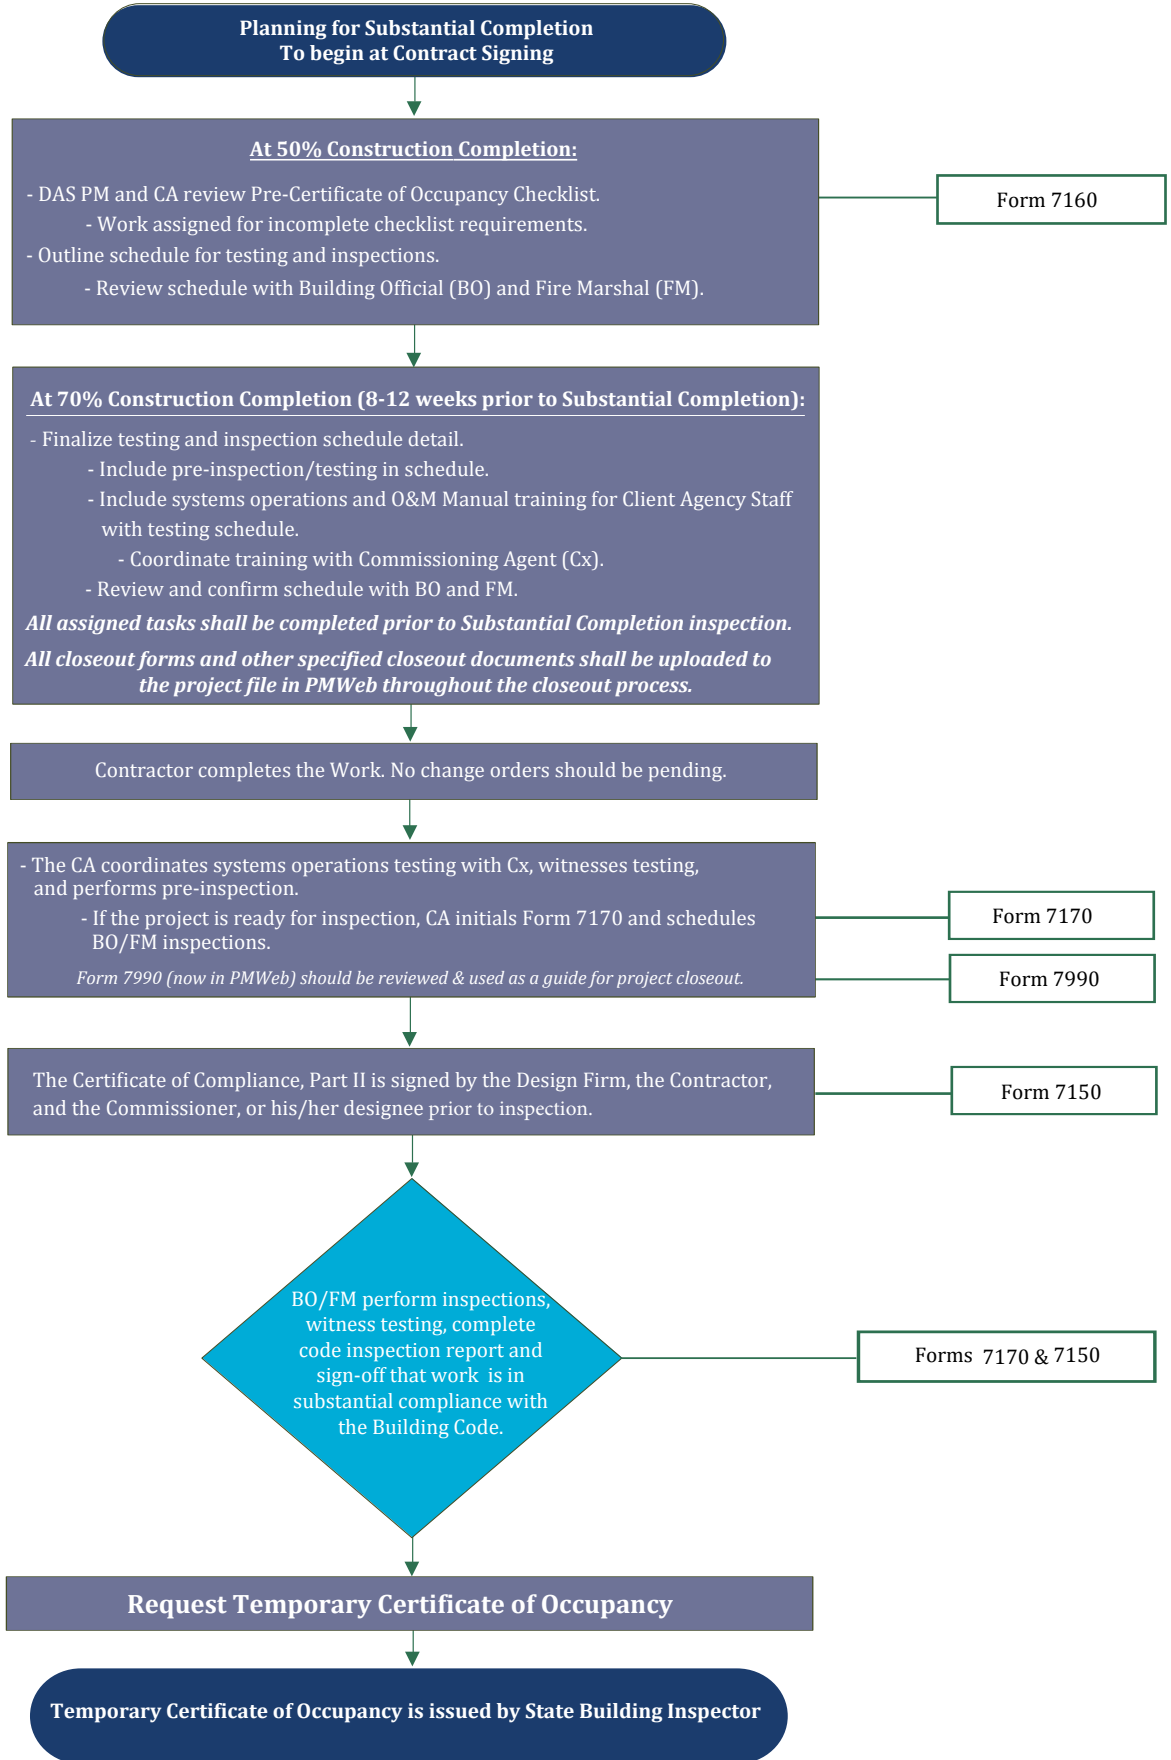 Planning for Substantial Completion
To begin at Contract Signing
At 50% Construction Completion:
- DAS PM and CA review Pre-Certificate of Occupancy Checklist.
- Work assigned for incomplete checklist requirements.
- Outline schedule for testing and inspections.
- Review schedule with Building Official (BO) and Fire Marshal (FM).
Form 7160
At 70% Construction Completion (8-12 weeks prior to Substantial Completion):
- Finalize testing and inspection schedule detail.
- Include pre-inspection/testing in schedule.
- Include systems operations and O&M Manual training for Client Agency Staff
with testing schedule.
- Coordinate training with Commissioning Agent (Cx).
- Review and confirm schedule with BO and FM.
All assigned tasks shall be completed prior to Substantial Completion inspection.
All closeout forms and other specified closeout documents shall be uploaded to
the project file in PMWeb throughout the closeout process.
Contractor completes the Work. No change orders should be pending.
- The CA coordinates systems operations testing with Cx, witnesses testing,
and performs pre-inspection.
- If the project is ready for inspection, CA initials Form 7170 and schedules
BO/FM inspections.
Form 7990 (now in PMWeb) should be reviewed & used as a guide for project closeout.
Form 7170
Form 7990
The Certificate of Compliance, Part II is signed by the Design Firm, the Contractor,
and the Commissioner, or his/her designee prior to inspection.
Form 7150
BO/FM perform inspections,
witness testing, complete
code inspection report and
sign-off that work is in
substantial compliance with
the Building Code.
Forms 7170 & 7150
Request Temporary Certificate of Occupancy
Temporary Certificate of Occupancy is issued by State Building Inspector